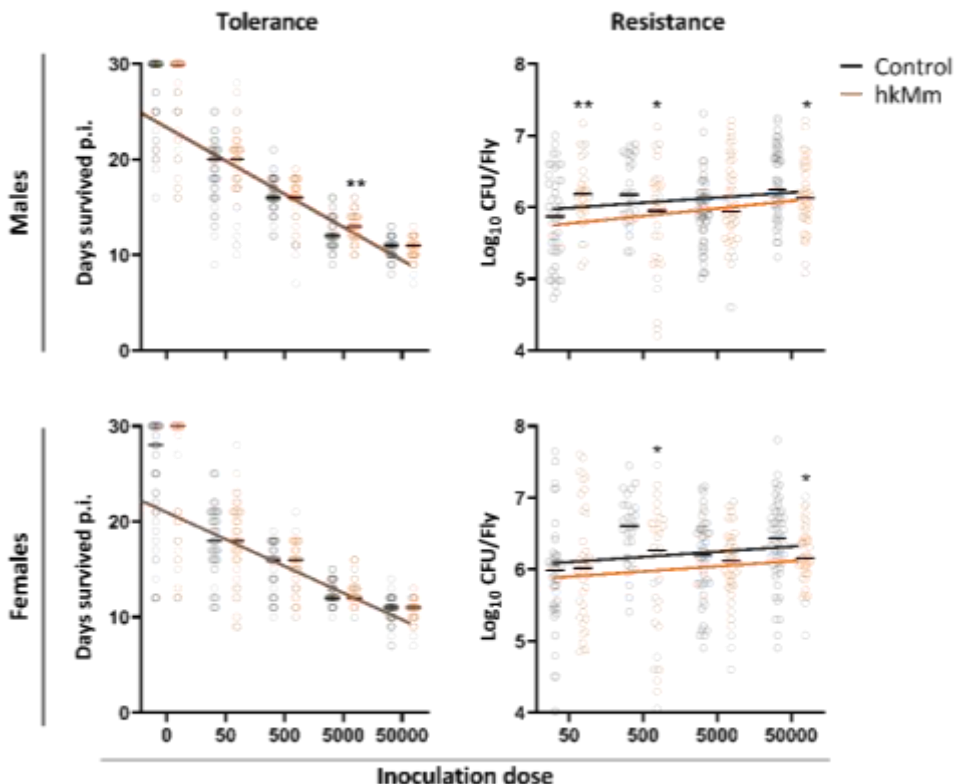 Tolerance
Resistance
Control
hkMm
Males
Days survived p.i.
30
20
10
0
**
Log10 CFU/Fly
8
7
6
5
4
** * *
Females
Days survived p.i.
30
20
10
0
0 50 500 5000 50000
Log10 CFU/Fly
8
7
6
5
4
* *
50 500 5000 50000
Inoculation dose